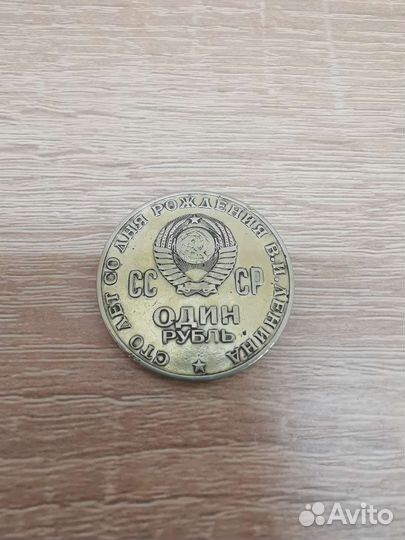 СТО ЛЕТ СО ДНЯ РОЖДЕНИЯ В.И.ЛЕНИНА
СС СР
ОДИН
РУБЛЬ
Avito